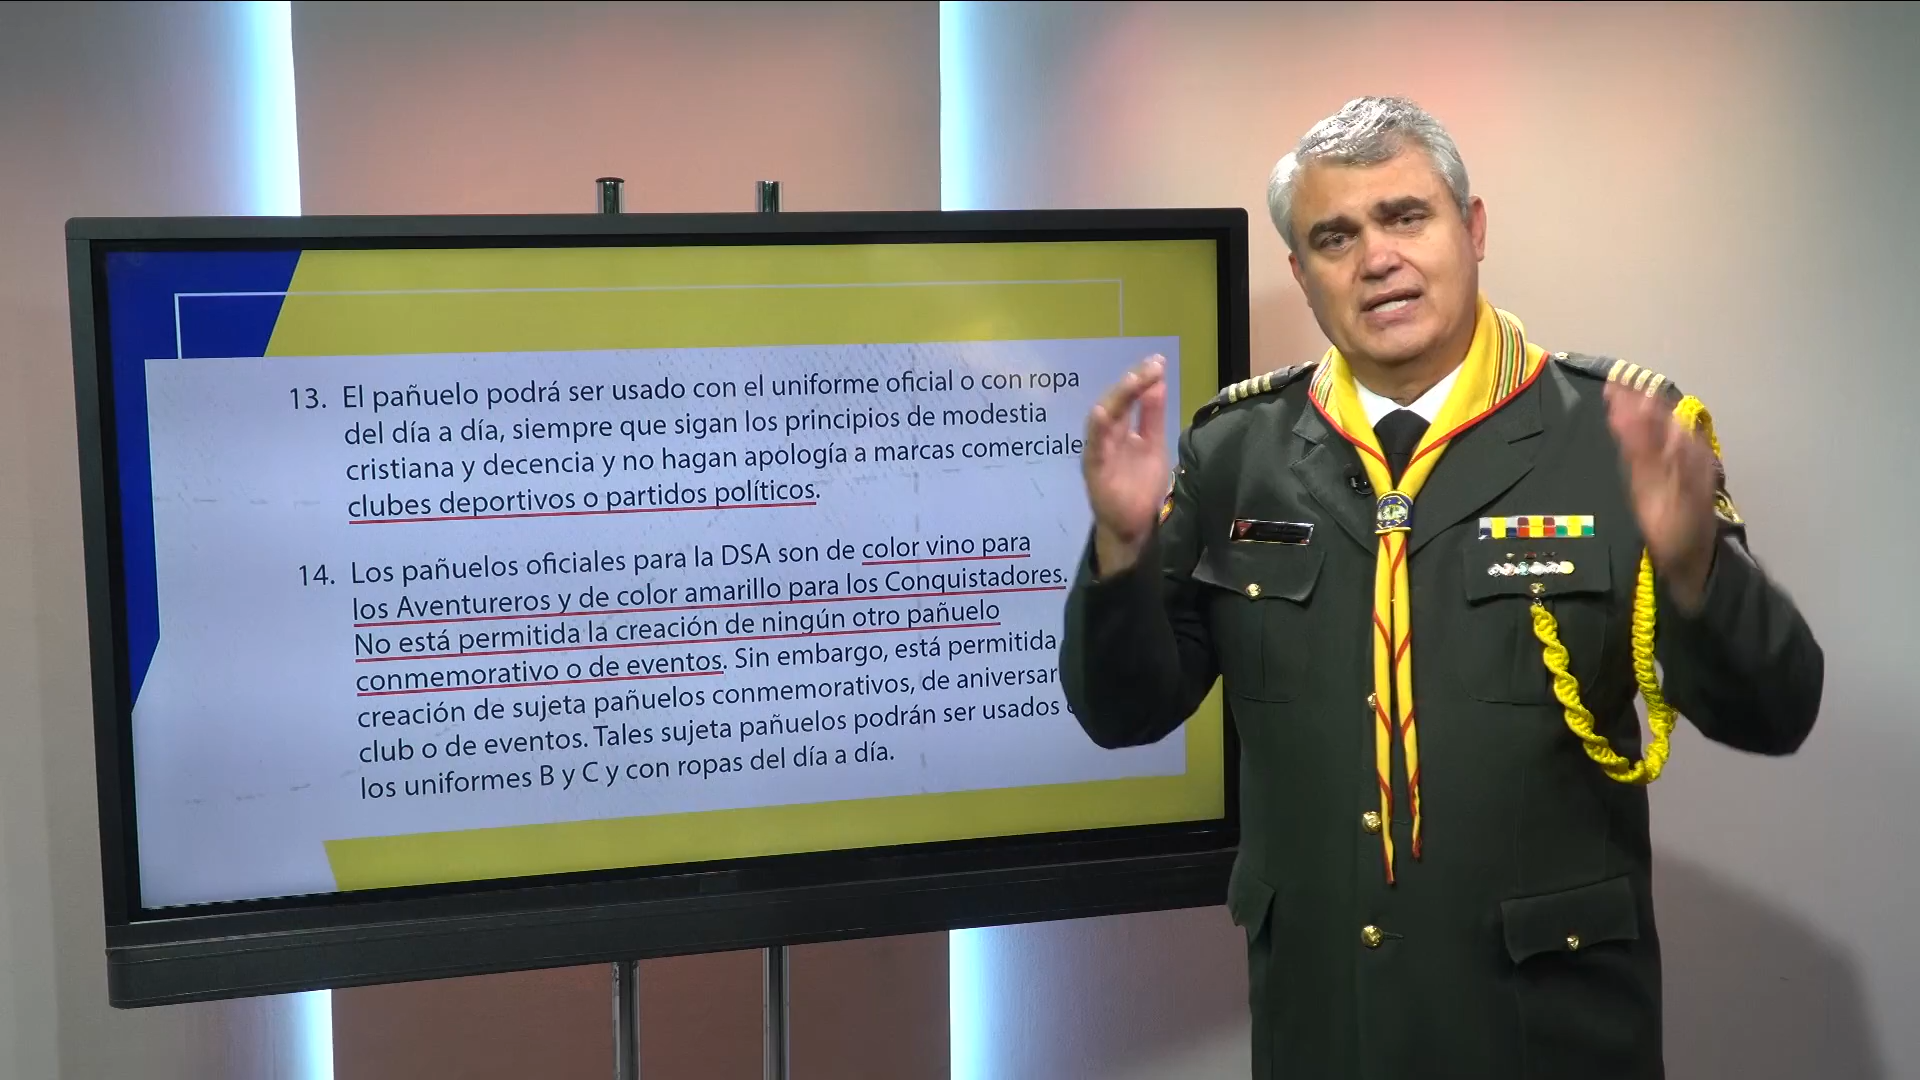 13. El pañuelo podrá ser usado con el uniforme oficial o con ropa
del día a día, siempre que sigan los principios de modestia
cristiana y decencia y no hagan apología a marcas
clubes deportivos o partidos políticos.
14. Los pañuelos oficiales para la DSA son de color vino para
los Aventureros y de color amarillo para los Conquistadores.
No está permitida la creación de ningún otro pañuelo
conmemorativo o de eventos. Sin embargo, está permitida
creación de sujeta pañuelos conmemorativos, de
club o de eventos. Tales sujeta pañuelos podrán ser usados
los uniformes B y C y con ropas del día a día.